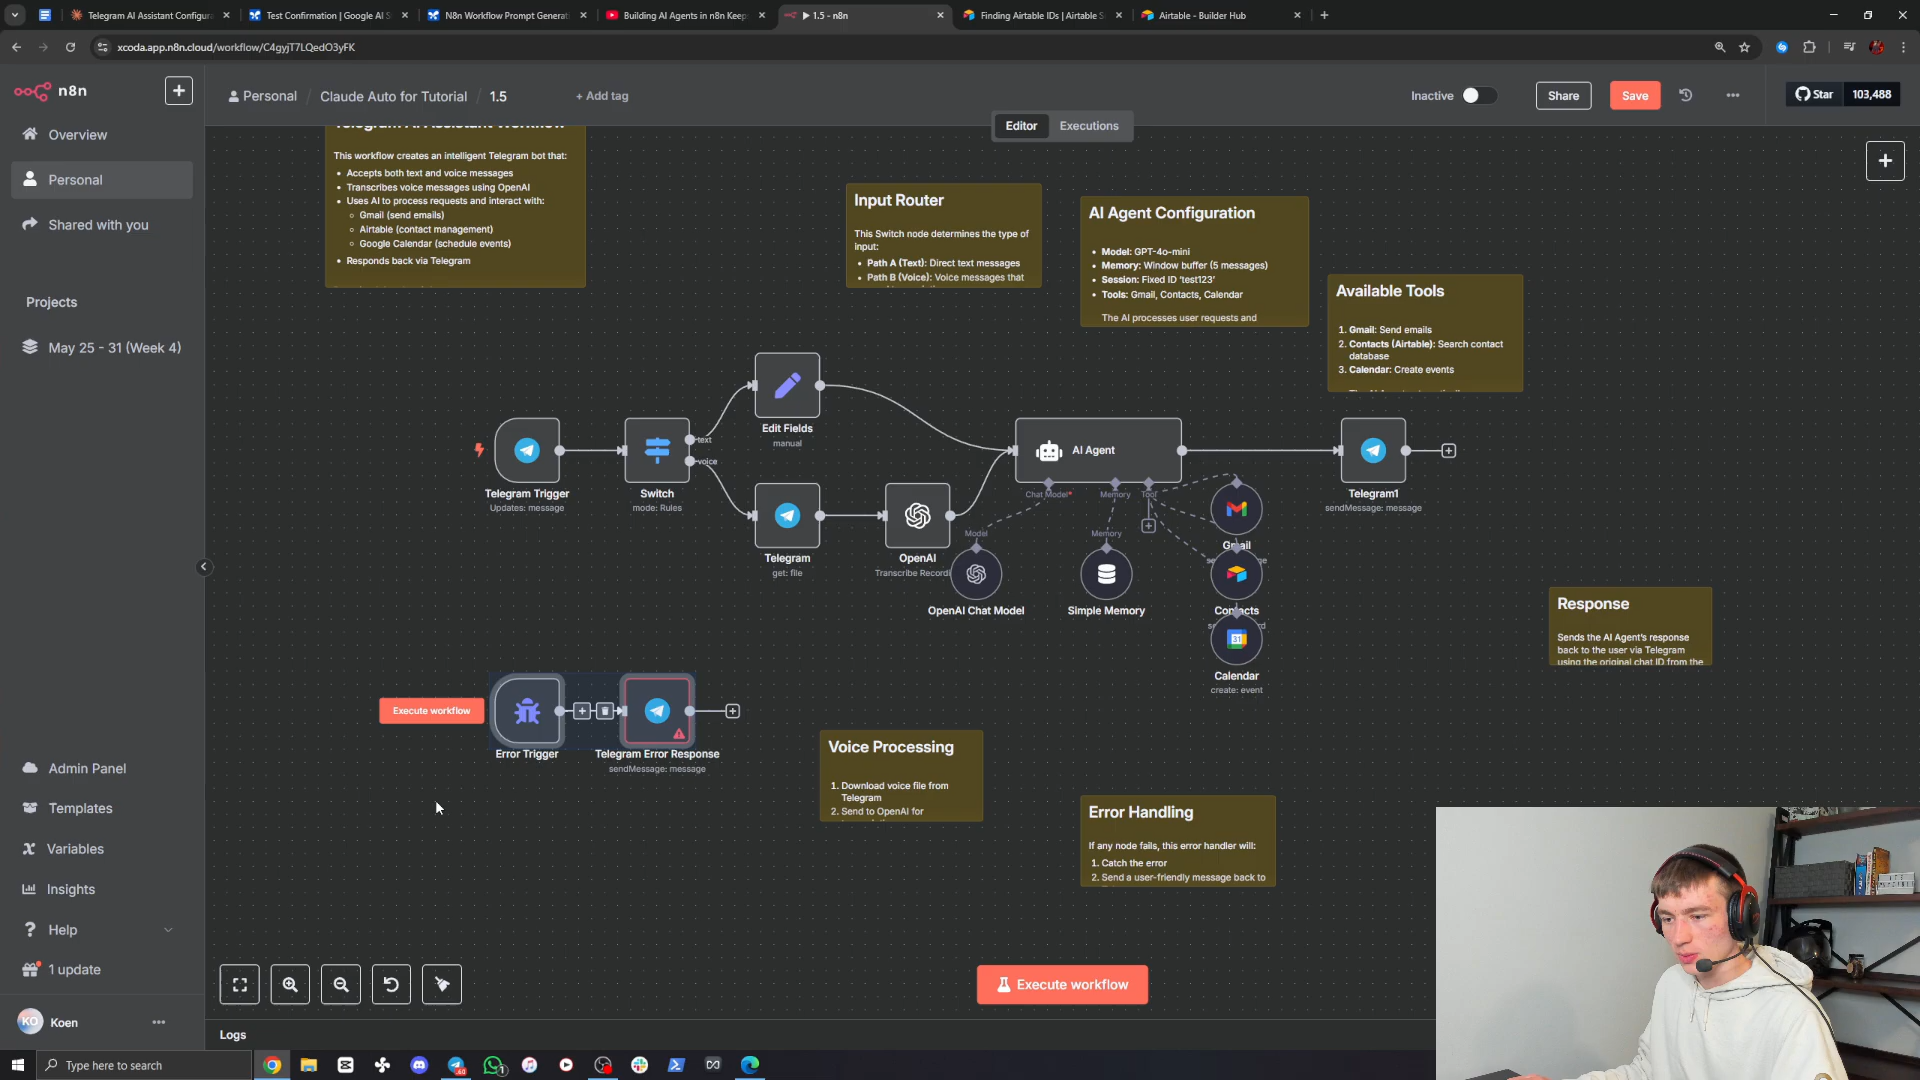 Telegram AI Assistant Configura
Test Confirmation | Google AI S
N8n Workflow Prompt Generat
Building AI Agents in n8n Keep
▶ 1.5 - n8n
Finding Airtable IDs | Airtable S
Airtable - Builder Hub
xcoda.app.n8n.cloud/workflow/C4gyjT7LQedO3yFK
n8n
Personal
Claude Auto for Tutorial
/
1.5
+ Add tag
Inactive
Share
Save
Star
103,488
Editor
Executions
Overview
Personal
Shared with you
Projects
May 25 - 31 (Week 4)
Admin Panel
Templates
Variables
Insights
Help
1 update
KO
Koen
Telegram AI Assistant Workflow
This workflow creates an intelligent Telegram bot that:
• Accepts both text and voice messages
• Transcribes voice messages using OpenAI
• Uses AI to process requests and interact with:
○ Gmail (send emails)
○ Airtable (contact management)
○ Google Calendar (schedule events)
• Responds back via Telegram
Input Router
This Switch node determines the type of
input:
• Path A (Text): Direct text messages
• Path B (Voice): Voice messages that
AI Agent Configuration
• Model: GPT-4o-mini
• Memory: Window buffer (5 messages)
• Session: Fixed ID 'test123'
• Tools: Gmail, Contacts, Calendar
The AI processes user requests and
Available Tools
1. Gmail: Send emails
2. Contacts (Airtable): Search contact
database
3. Calendar: Create events
Telegram Trigger
Updates: message
Switch
mode: Rules
text
voice
Edit Fields
manual
Telegram
get: file
OpenAI
Transcribe Recordi
AI Agent
Chat Model*
Memory
Tool
Model
Memory
OpenAI Chat Model
Simple Memory
Gmail
Contacts
31
Calendar
create: event
Telegram1
sendMessage: message
Response
Sends the AI Agent's response
back to the user via Telegram
using the original chat ID from the
Execute workflow
Error Trigger
Telegram Error Response
sendMessage: message
Voice Processing
1. Download voice file from
Telegram
2. Send to OpenAI for
Error Handling
If any node fails, this error handler will:
1. Catch the error
2. Send a user-friendly message back to
Execute workflow
Logs
Type here to search